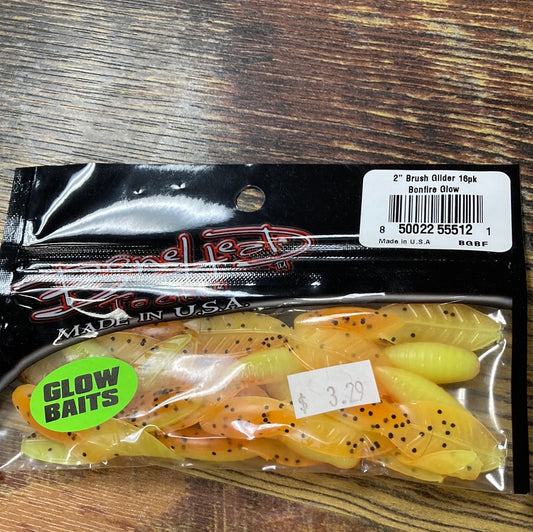 2" Brush Glider 16pk
Bonfire Glow
8 50022 55512 1
Made in U.S.A BGBF
BoneHead
MADE IN U.S.A.
GLOW
BAITS
$ 3.29